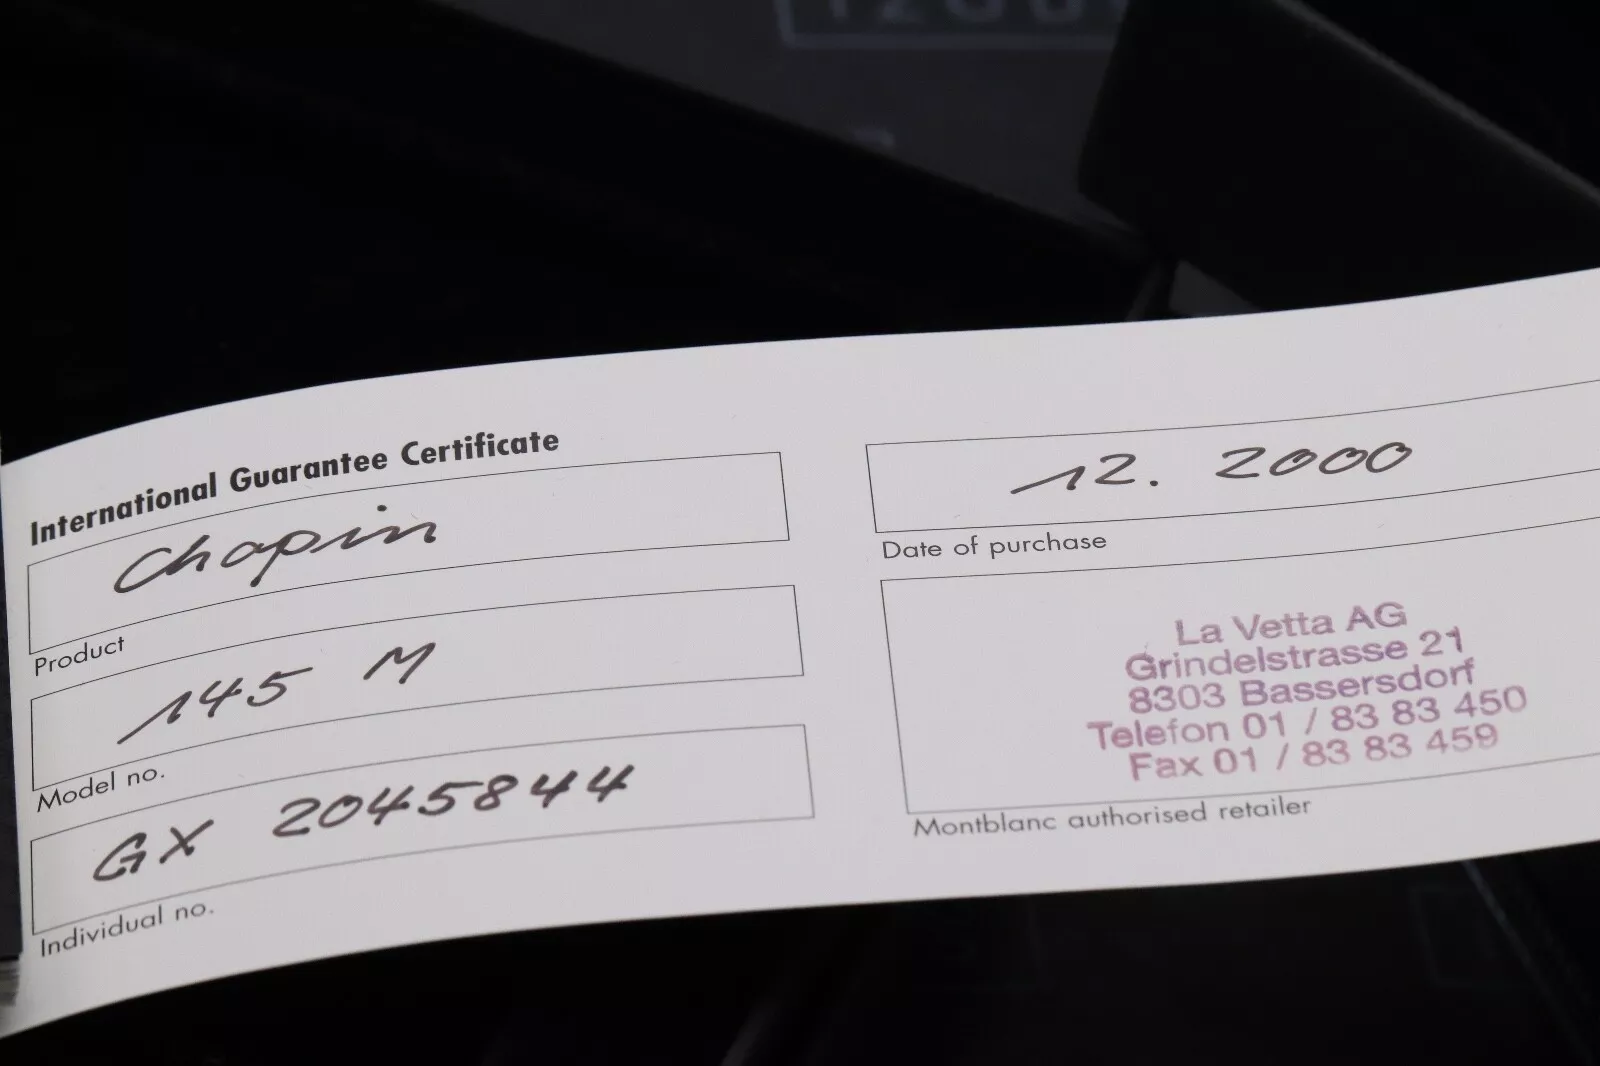 International Guarantee Certificate
Chopin
Product
145 M
Model no.
GX 2045844
Individual no.
12. 2000
Date of purchase
La Vetta AG
Grindelstrasse 21
8303 Bassersdorf
Telefon 01 / 83 83 450
Fax 01 / 83 83 459
Montblanc authorised retailer